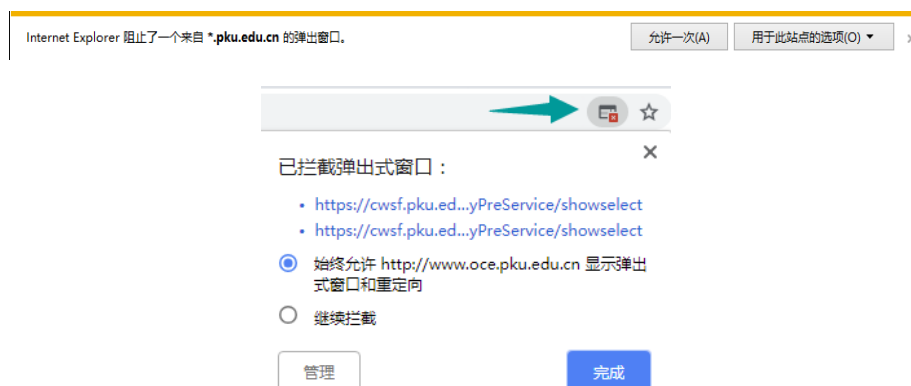 Internet Explorer 阻止了一个来自 *.pku.edu.cn 的弹出窗口。 允许一次(A) 用于此站点的选项(O)
已拦截弹出式窗口：
• https://cwsf.pku.ed...yPreService/showselect
• https://cwsf.pku.ed...yPreService/showselect
始终允许 http://www.oce.pku.edu.cn 显示弹出
式窗口和重定向
继续拦截
管理 完成